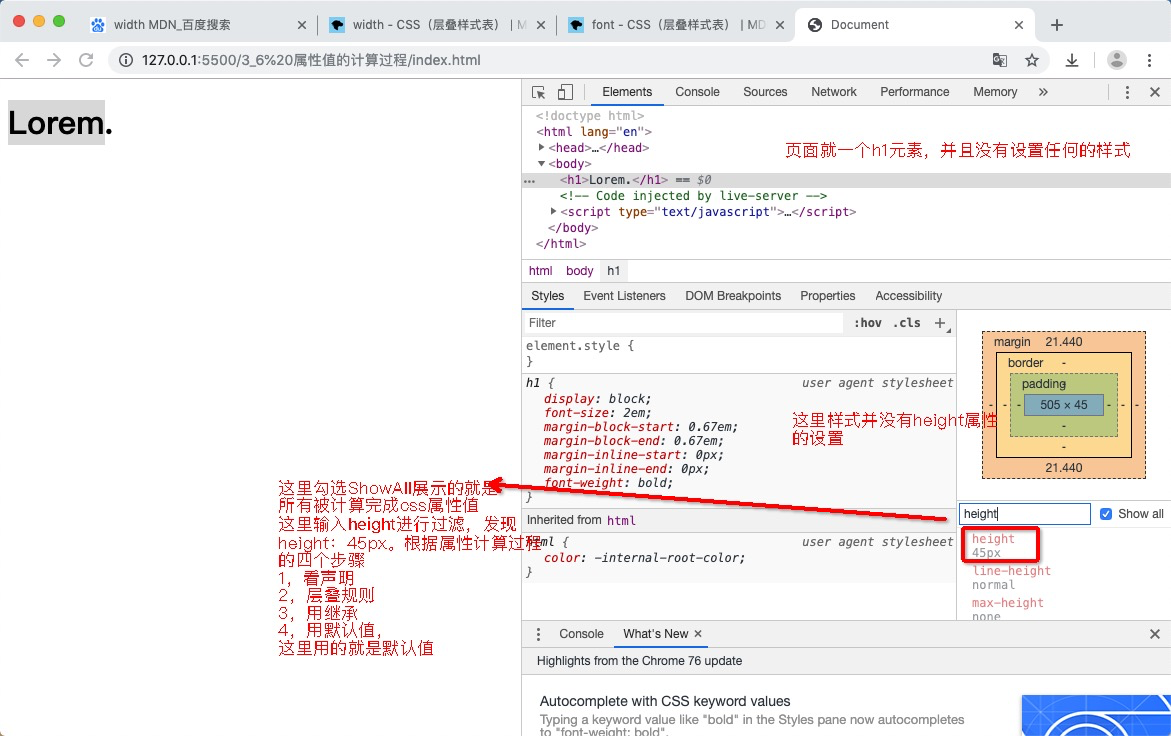 width MDN_百度搜索
width - CSS（层叠样式表） | M
font - CSS（层叠样式表） | MD
Document
127.0.0.1:5500/3_6%20属性值的计算过程/index.html
Lorem.
Elements Console Sources Network Performance Memory »
<!doctype html>
<html lang="en">
<head>…</head>
页面就一个h1元素，并且没有设置任何的样式
<body>
… <h1>Lorem.</h1> == $0
<!-- Code injected by live-server -->
<script type="text/javascript">…</script>
</body>
</html>
html body h1
Styles Event Listeners DOM Breakpoints Properties Accessibility
Filter :hov .cls +
element.style {
}
h1 { user agent stylesheet
display: block;
font-size: 2em;
margin-block-start: 0.67em;
margin-block-end: 0.67em;
margin-inline-start: 0px;
margin-inline-end: 0px;
font-weight: bold;
}
这里样式并没有height属性
的设置
Inherited from html
html { user agent stylesheet
color: -internal-root-color;
}
margin 21.440
border -
padding -
- - - 505 × 45 - - -
-
-
21.440
height Show all
height
45px
line-height
normal
max-height
none
这里勾选ShowAll展示的就是
所有被计算完成css属性值
这里输入height进行过滤，发现
height：45px。根据属性计算过程
的四个步骤
1，看声明
2，层叠规则
3，用继承
4，用默认值，
这里用的就是默认值
Console What's New ×
Highlights from the Chrome 76 update
Autocomplete with CSS keyword values
Typing a keyword value like "bold" in the Styles pane now autocompletes
to "font-weight: bold".